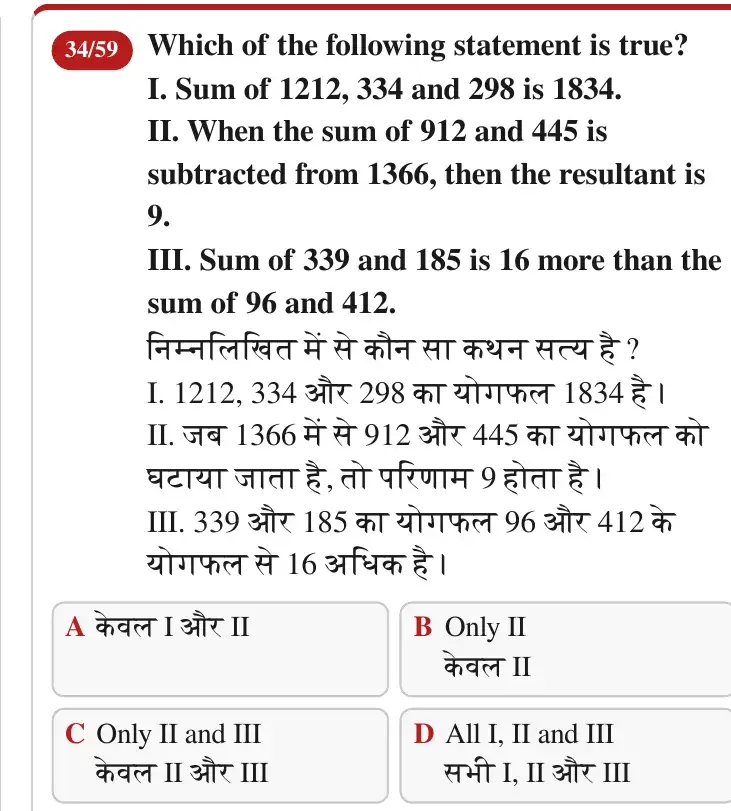 34/59 Which of the following statement is true?
I. Sum of 1212, 334 and 298 is 1834.
II. When the sum of 912 and 445 is
subtracted from 1366, then the resultant is
9.
III. Sum of 339 and 185 is 16 more than the
sum of 96 and 412.
निम्नलिखित में से कौन सा कथन सत्य है ?
I. 1212, 334 और 298 का योगफल 1834 है।
II. जब 1366 में से 912 और 445 का योगफल को
घटाया जाता है, तो परिणाम 9 होता है।
III. 339 और 185 का योगफल 96 और 412 के
योगफल से 16 अधिक है।
A केवल I और II
B Only II
केवल II
C Only II and III
केवल II और III
D All I, II and III
सभी I, II और III